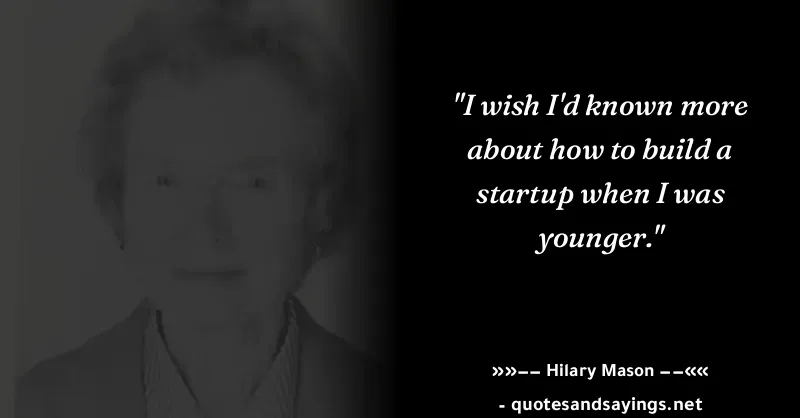 "I wish I'd known more
about how to build a
startup when I was
younger."
»»–– Hilary Mason ––««
- quotesandsayings.net